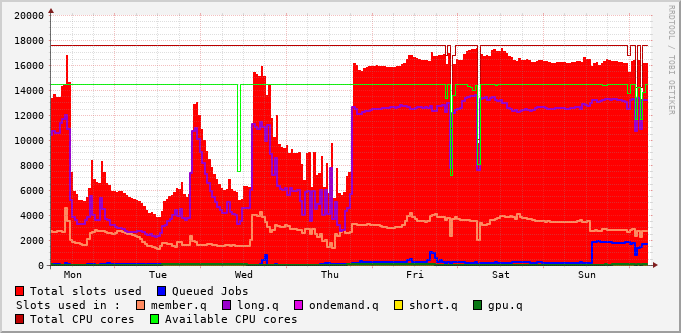 20000
18000
16000
14000
12000
10000
8000
6000
4000
2000
0
Mon Tue Wed Thu Fri Sat Sun
RRDTOOL / TOBI OETIKER
Total slots used Queued Jobs
Slots used in : member.q long.q ondemand.q short.q gpu.q
Total CPU cores Available CPU cores